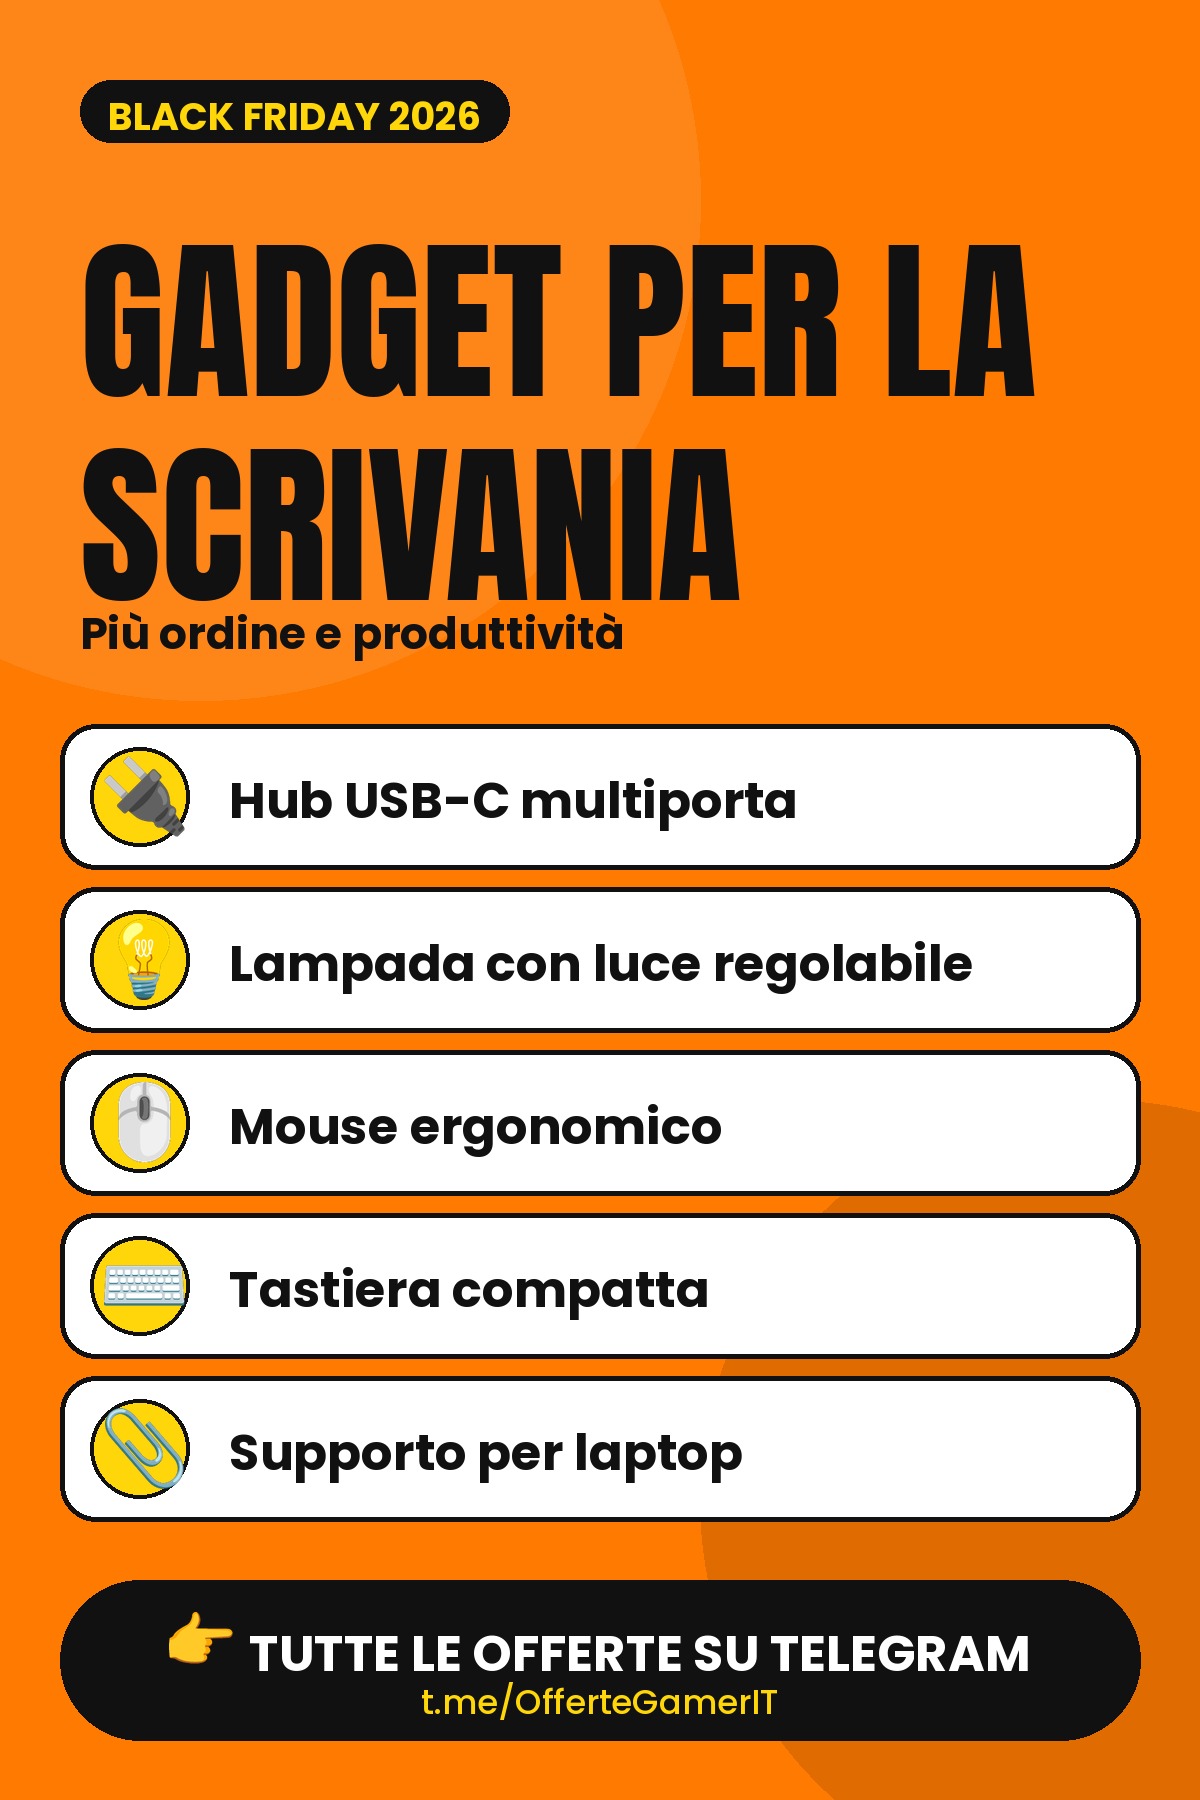 BLACK FRIDAY 2026
GADGET PER LA
SCRIVANIA
Più ordine e produttività
Hub USB-C multiporta
Lampada con luce regolabile
Mouse ergonomico
Tastiera compatta
Supporto per laptop
TUTTE LE OFFERTE SU TELEGRAM
t.me/OfferteGamerIT